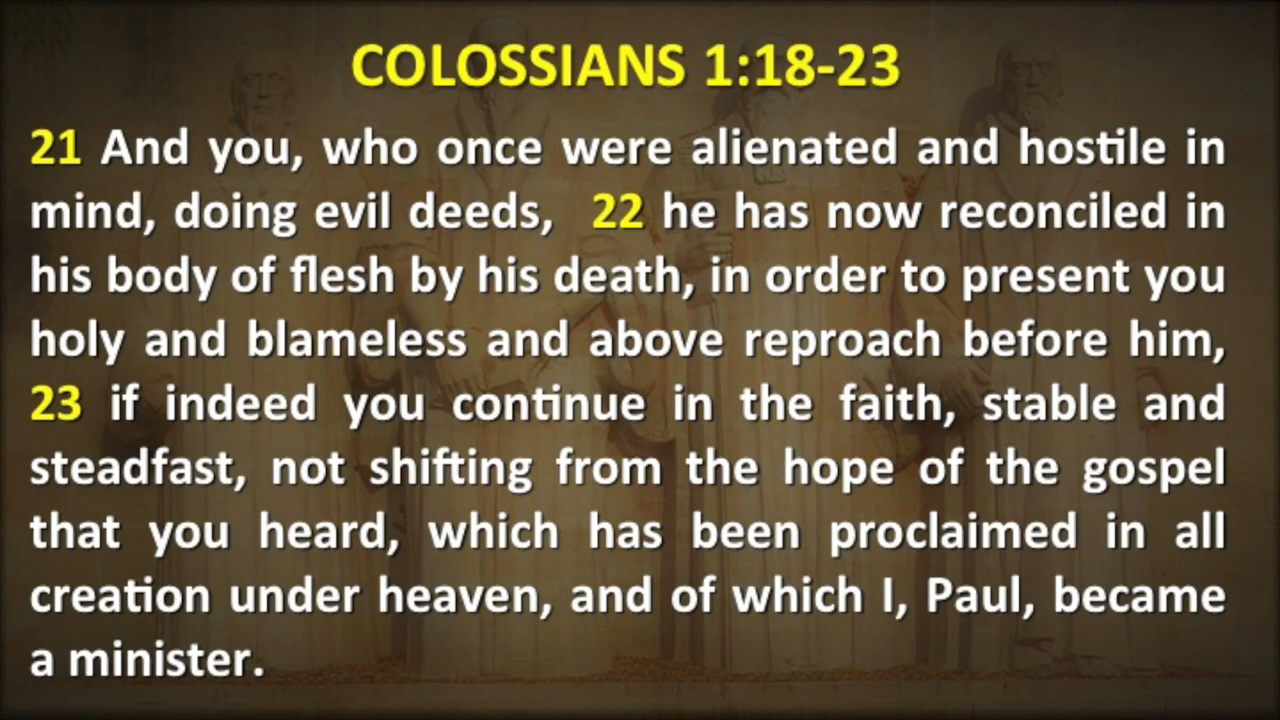 COLOSSIANS 1:18-23
21 And you, who once were alienated and hostile in
mind, doing evil deeds, 22 he has now reconciled in
his body of flesh by his death, in order to present you
holy and blameless and above reproach before him,
23 if indeed you continue in the faith, stable and
steadfast, not shifting from the hope of the gospel
that you heard, which has been proclaimed in all
creation under heaven, and of which I, Paul, became
a minister.